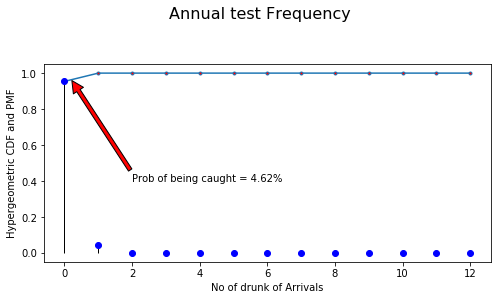 Annual test Frequency
Hypergeometric CDF and PMF
1.0
0.8
0.6
0.4
0.2
0.0
Prob of being caught = 4.62%
0 2 4 6 8 10 12
No of drunk of Arrivals